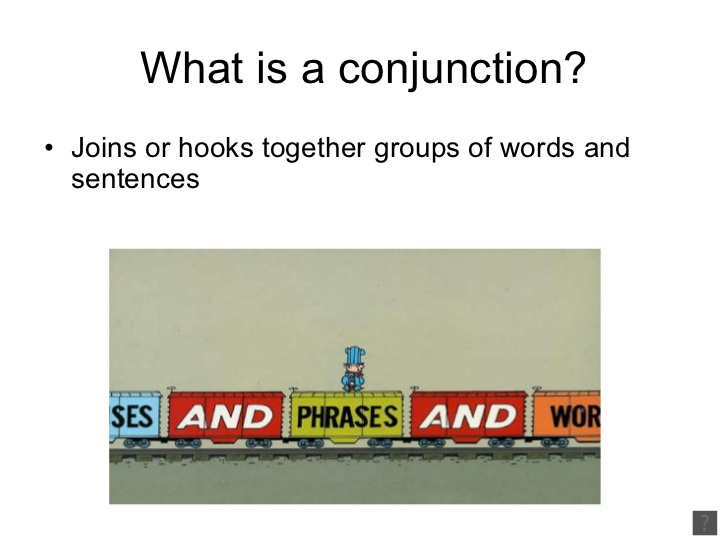 What is a conjunction?
• Joins or hooks together groups of words and
sentences
SES AND PHRASES AND WOR
?